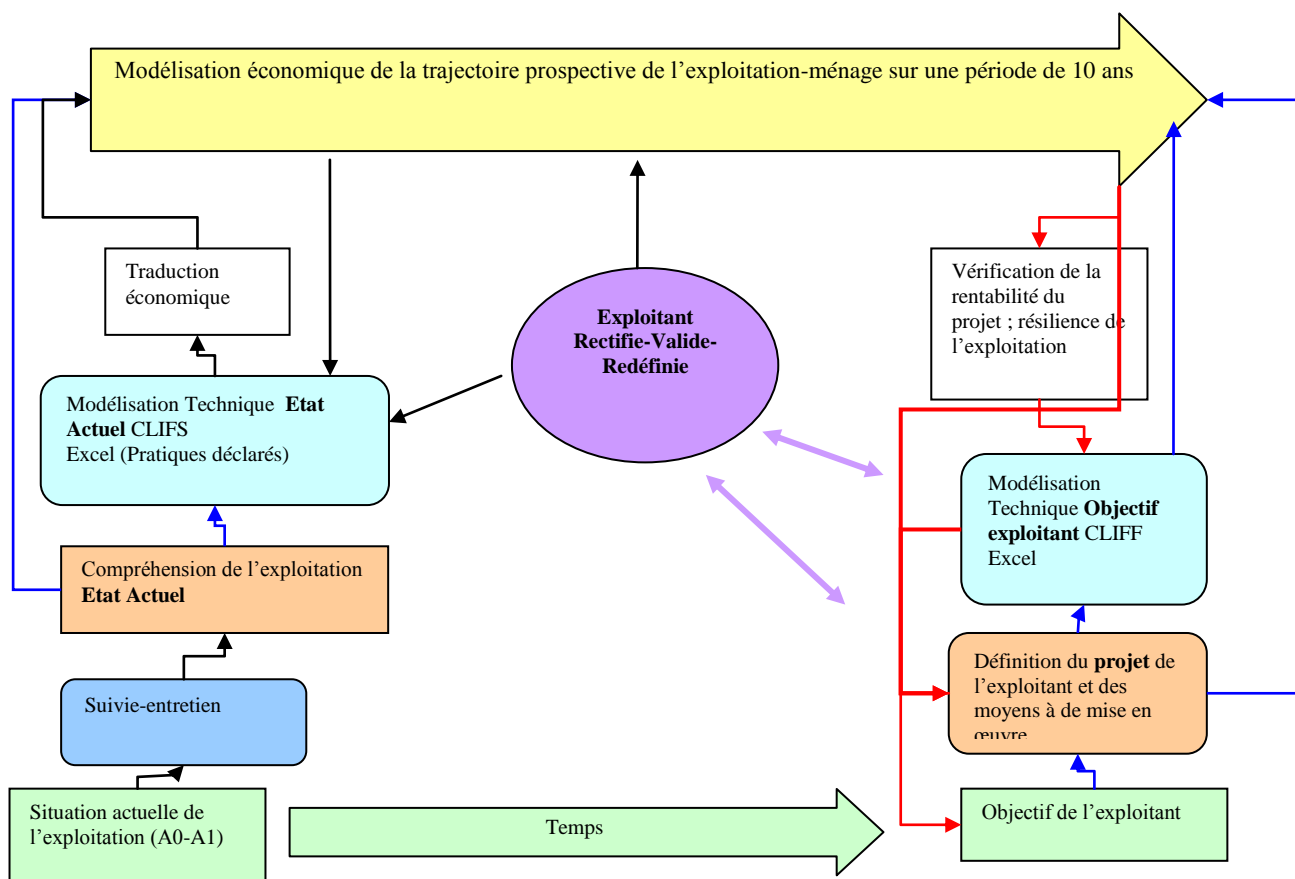 Modélisation économique de la trajectoire prospective de l'exploitation-ménage sur une période de 10 ans
Traduction
économique
Vérification de la
rentabilité du
projet ; résilience de
l'exploitation
Exploitant
Rectifie-Valide-
Redéfinie
Modélisation Technique Etat
Actuel CLIFS
Excel (Pratiques déclarés)
Modélisation
Technique Objectif
exploitant CLIFF
Excel
Compréhension de l'exploitation
Etat Actuel
Définition du projet de
l'exploitant et des
moyens à de mise en
œuvre
Suivie-entretien
Situation actuelle de
l'exploitation (A0-A1)
Temps
Objectif de l'exploitant